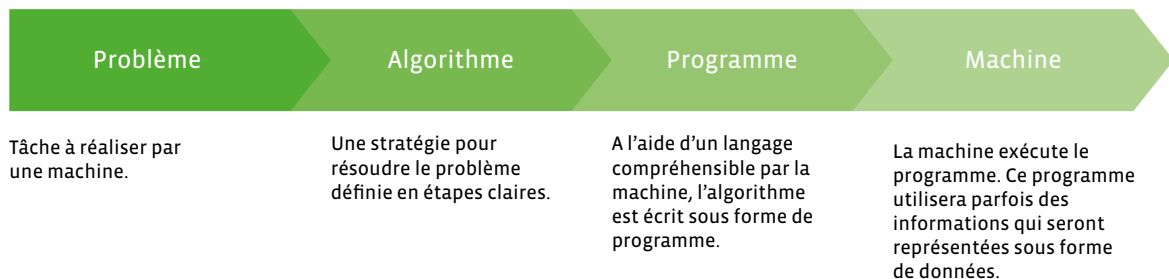 Problème
Algorithme
Programme
Machine
Tâche à réaliser par
une machine.
Une stratégie pour
résoudre le problème
définie en étapes claires.
A l’aide d’un langage
compréhensible par la
machine, l’algorithme
est écrit sous forme de
programme.
La machine exécute le
programme. Ce programme
utilisera parfois des
informations qui seront
représentées sous forme
de données.